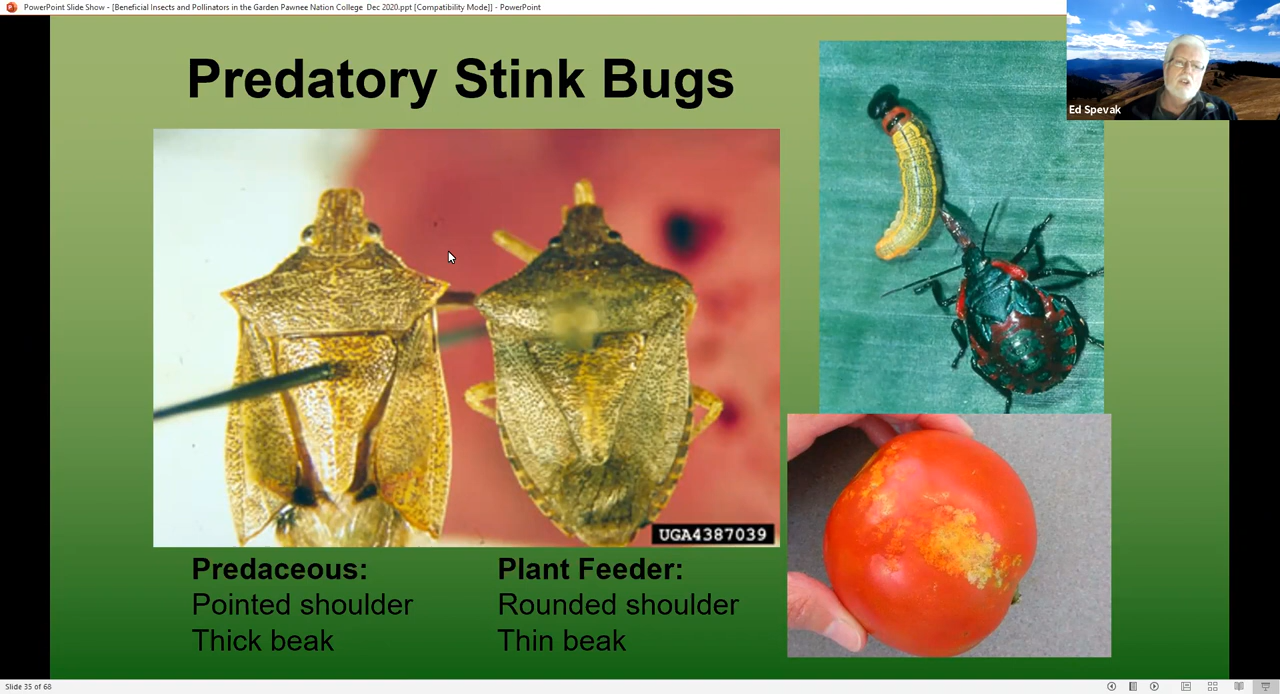 PowerPoint Slide Show - [Beneficial Insects and Pollinators in the Garden Pawnee Nation College  Dec 2020.ppt [Compatibility Mode]] - PowerPoint
Ed Spevak
Predatory Stink Bugs
UGA4387039
Predaceous:
Pointed shoulder
Thick beak
Plant Feeder:
Rounded shoulder
Thin beak
Slide 35 of 68